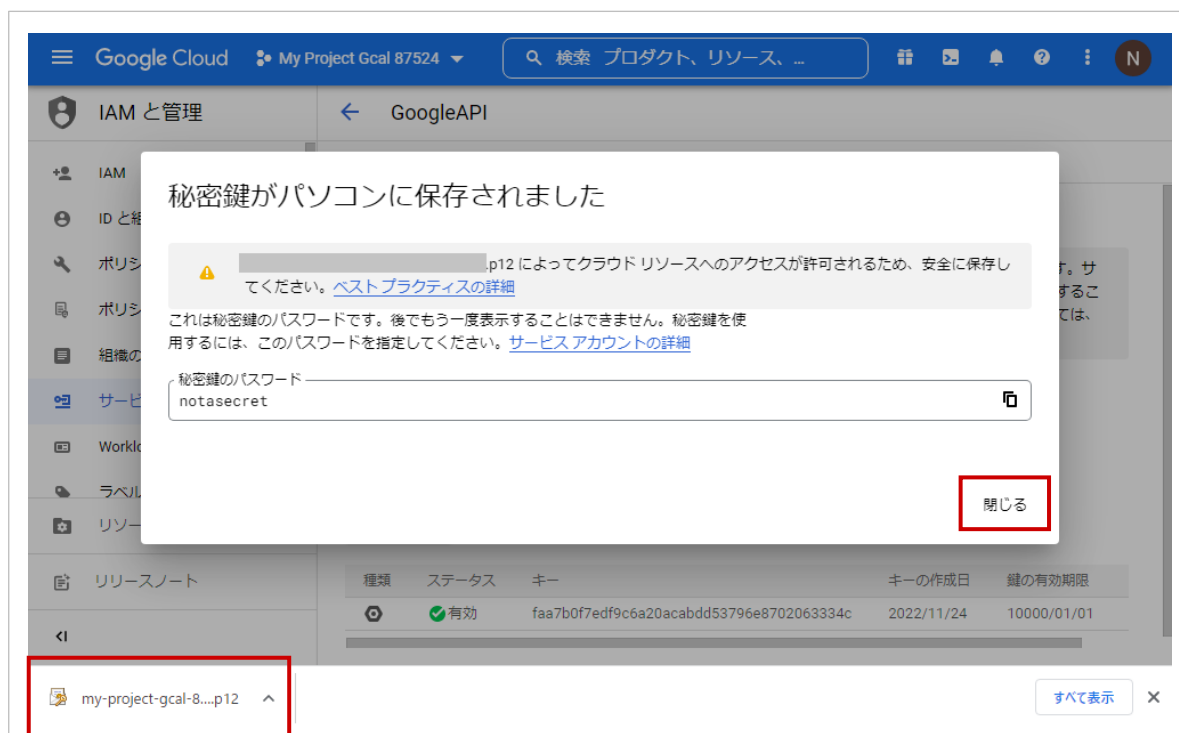 Google Cloud
My Project Gcal 87524
検索 プロダクト、リソース、...
N
IAM と管理
GoogleAPI
IAM
ID と組
ポリシ
ポリシ
組織の
サービ
Worklo
ラベル
リソー
リリースノート
す。サ
するこ
ては、
秘密鍵がパソコンに保存されました
.p12 によってクラウド リソースへのアクセスが許可されるため、安全に保存し
てください。ベスト プラクティスの詳細
これは秘密鍵のパスワードです。後でもう一度表示することはできません。秘密鍵を使
用するには、このパスワードを指定してください。サービス アカウントの詳細
秘密鍵のパスワード
notasecret
閉じる
種類 ステータス キー キーの作成日 鍵の有効期限
有効 faa7b0f7edf9c6a20acabdd53796e8702063334c 2022/11/24 10000/01/01
my-project-gcal-8....p12
すべて表示